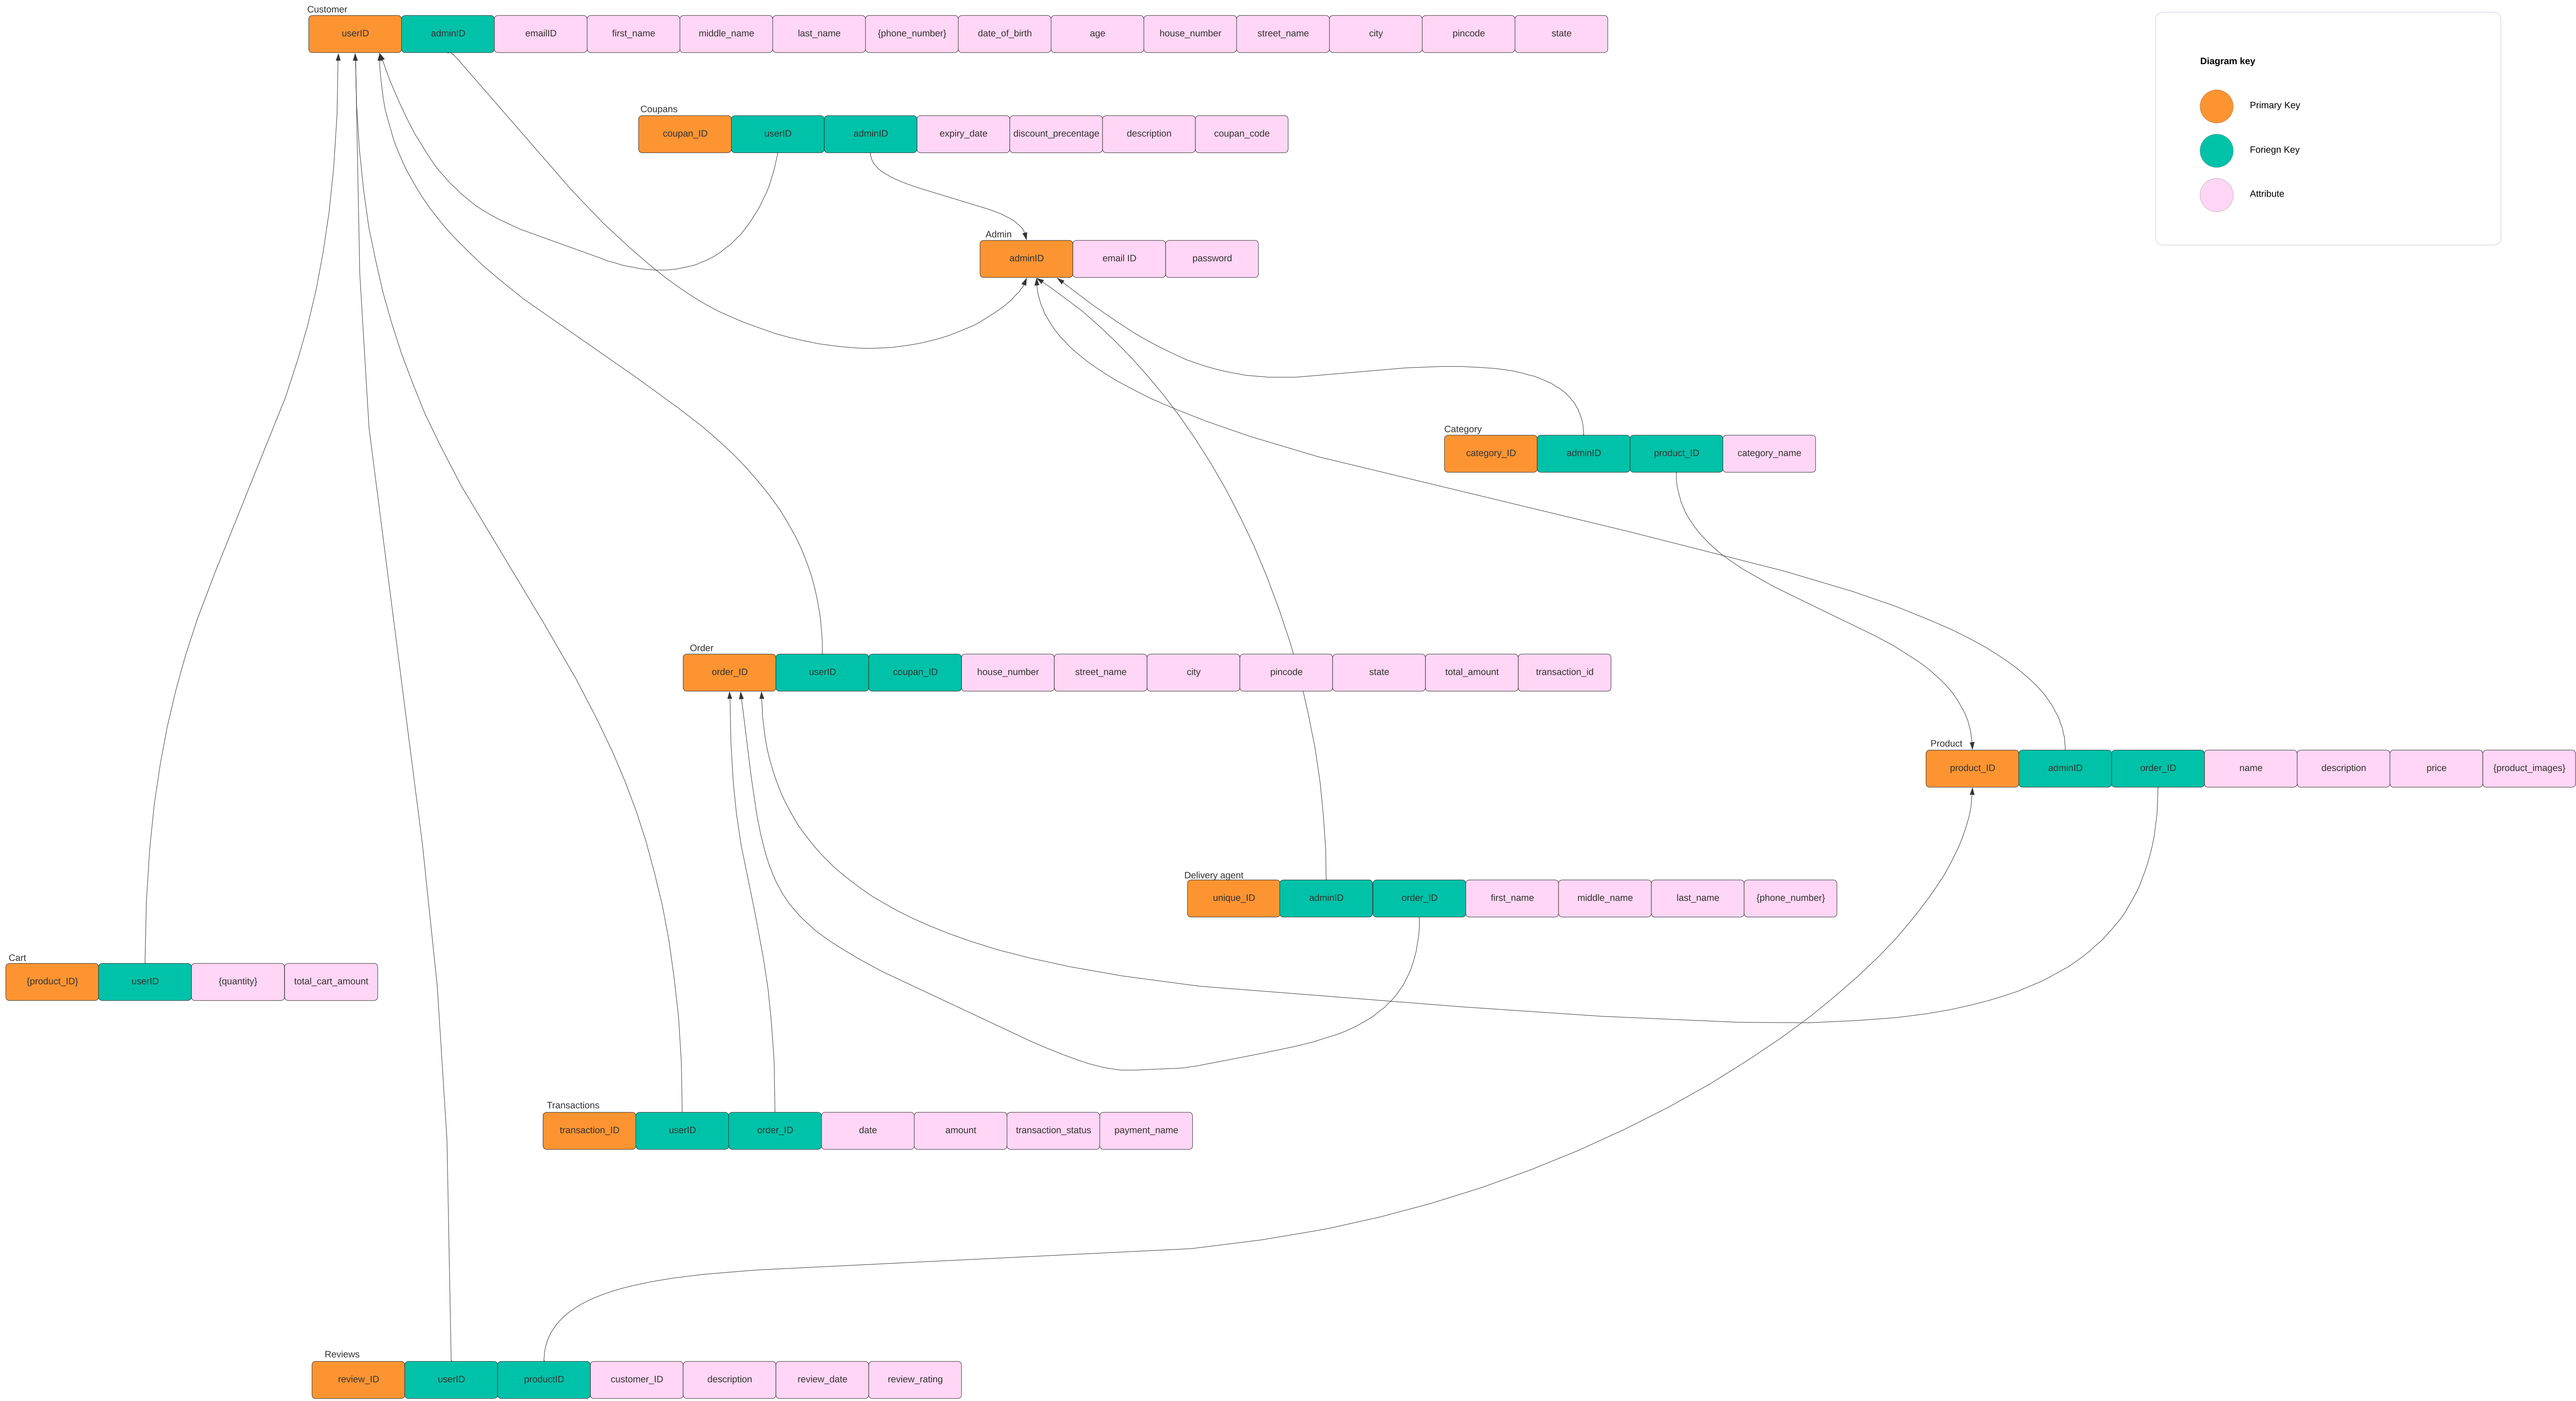 Customer
userID adminID emailID first_name middle_name last_name {phone_number} date_of_birth age house_number street_name city pincode state
Diagram key
Primary Key
Foriegn Key
Attribute
Coupans
coupan_ID userID adminID expiry_date discount_precentage description coupan_code
Admin
adminID email ID password
Category
category_ID adminID product_ID category_name
Order
order_ID userID coupan_ID house_number street_name city pincode state total_amount transaction_id
Product
product_ID adminID order_ID name description price {product_images}
Delivery agent
unique_ID adminID order_ID first_name middle_name last_name {phone_number}
Cart
{product_ID} userID {quantity} total_cart_amount
Transactions
transaction_ID userID order_ID date amount transaction_status payment_name
Reviews
review_ID userID productID customer_ID description review_date review_rating